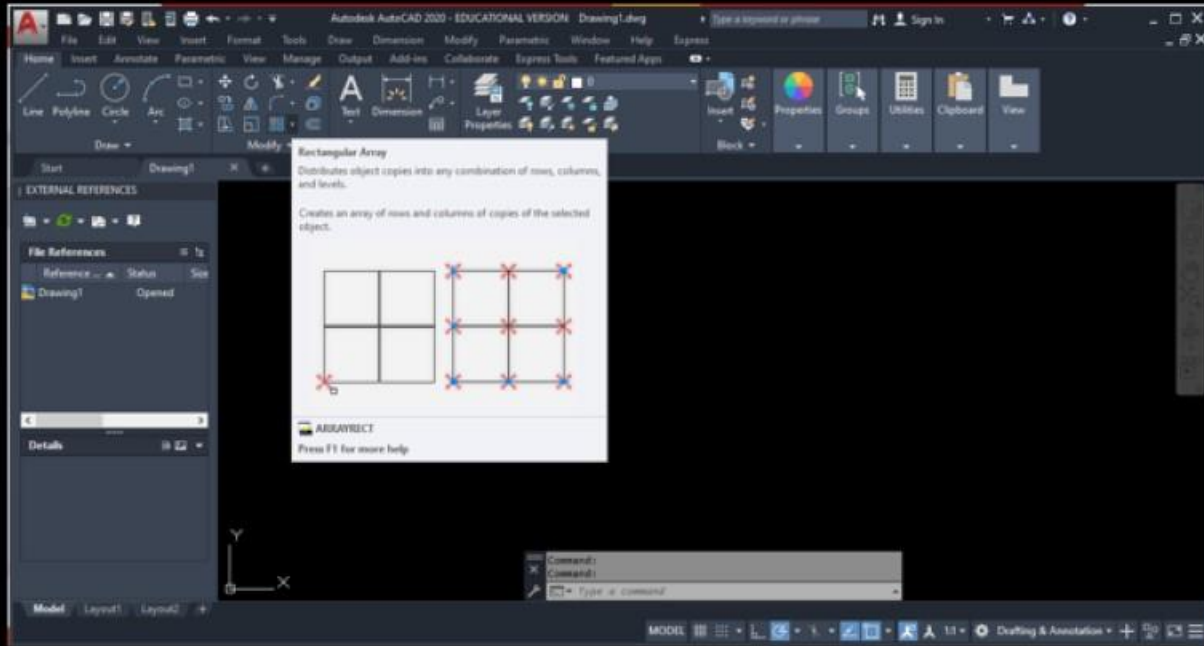 Autodesk AutoCAD 2020 - EDUCATIONAL VERSION Drawing1.dwg
Type a keyword or phrase
Sign In
File Edit View Insert Format Tools Draw Dimension Modify Parametric Window Help Express
Home Insert Annotate Parametric View Manage Output Add-ins Collaborate Express Tools Featured Apps
0
Line Polyline Circle Arc
Text Dimension
Layer
Properties
Insert
Properties Groups Utilities Clipboard View
Draw
Modify
Block
Start Drawing1
Rectangular Array
Distributes object copies into any combination of rows, columns,
and levels.
Creates an array of rows and columns of copies of the selected
object.
ARRAYRECT
Press F1 for more help
EXTERNAL REFERENCES
File References
Reference ... Status Size
Drawing1 Opened
Details
Y
X
Command:
Command:
Type a command
Model Layout1 Layout2 +
MODEL 1:1 Drafting & Annotation